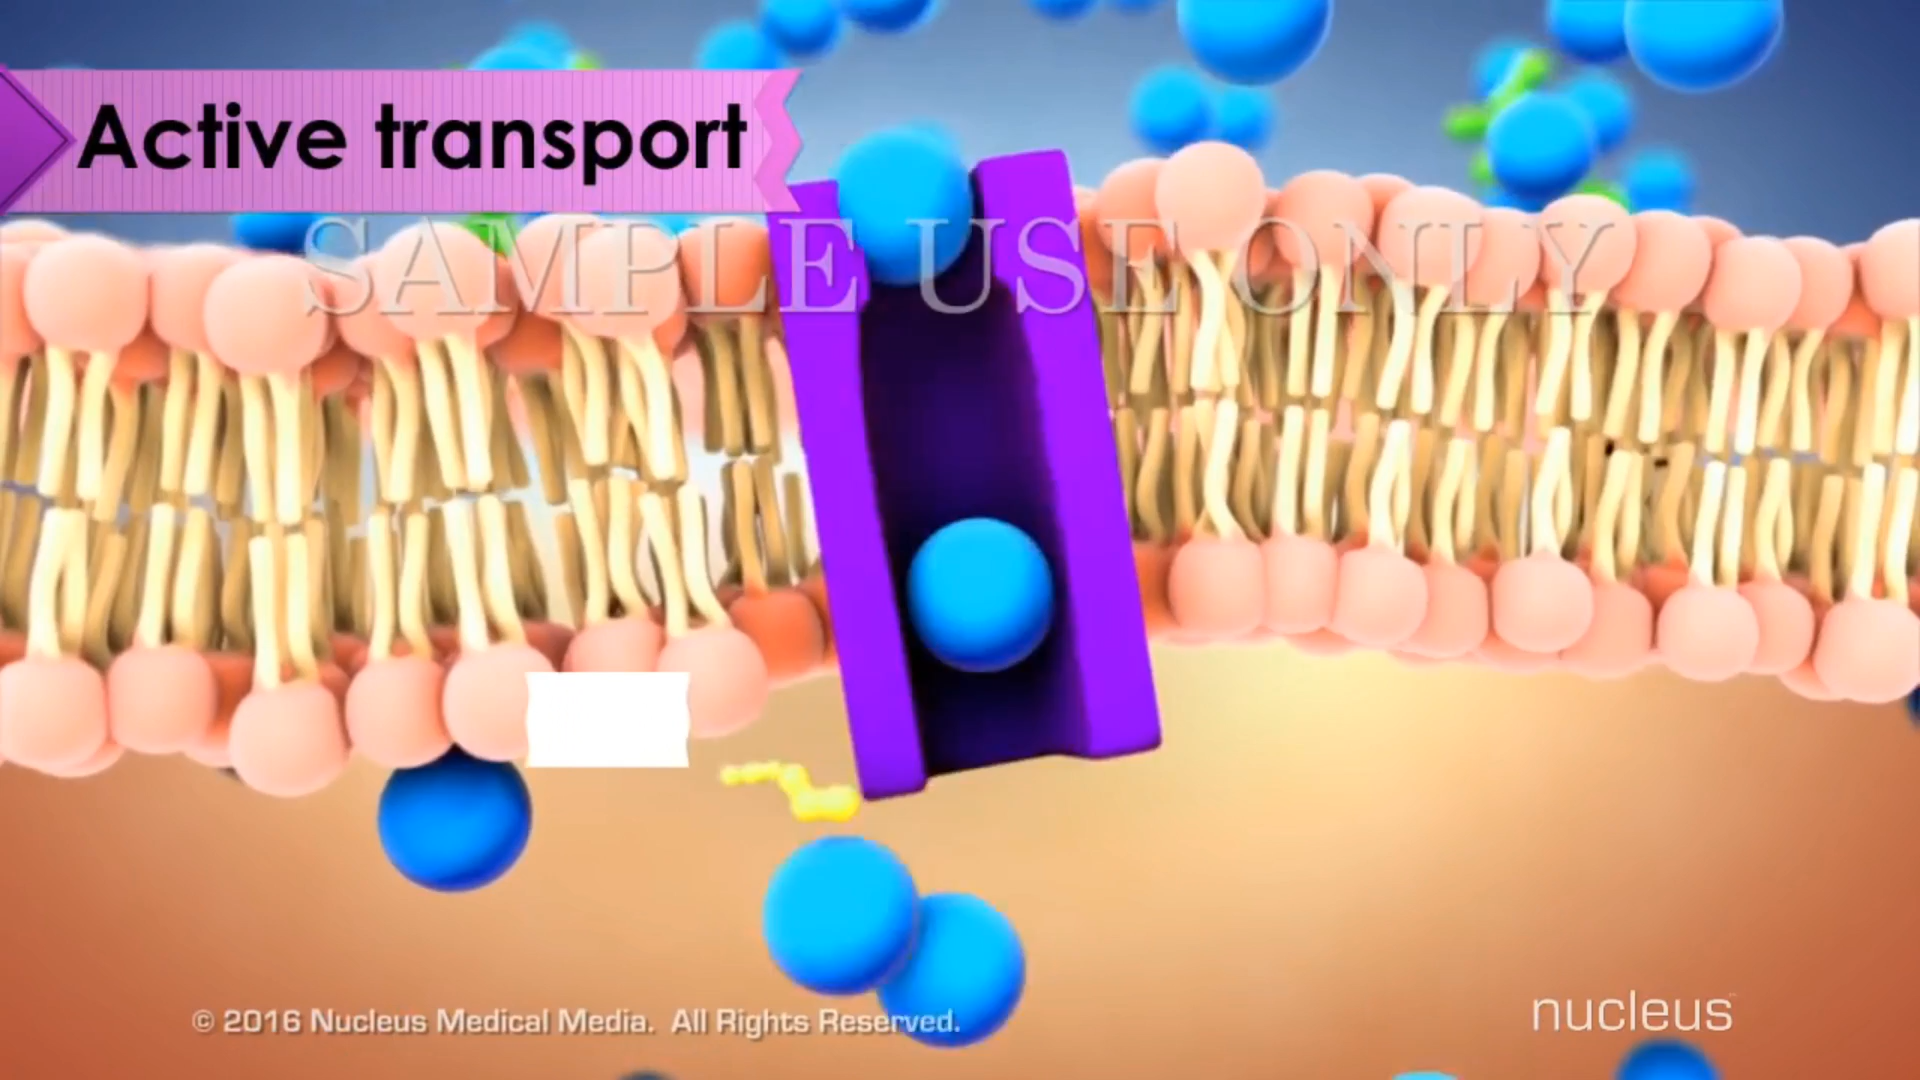 Active transport
SAMPLE USE ONLY
© 2016 Nucleus Medical Media. All Rights Reserved.
nucleus